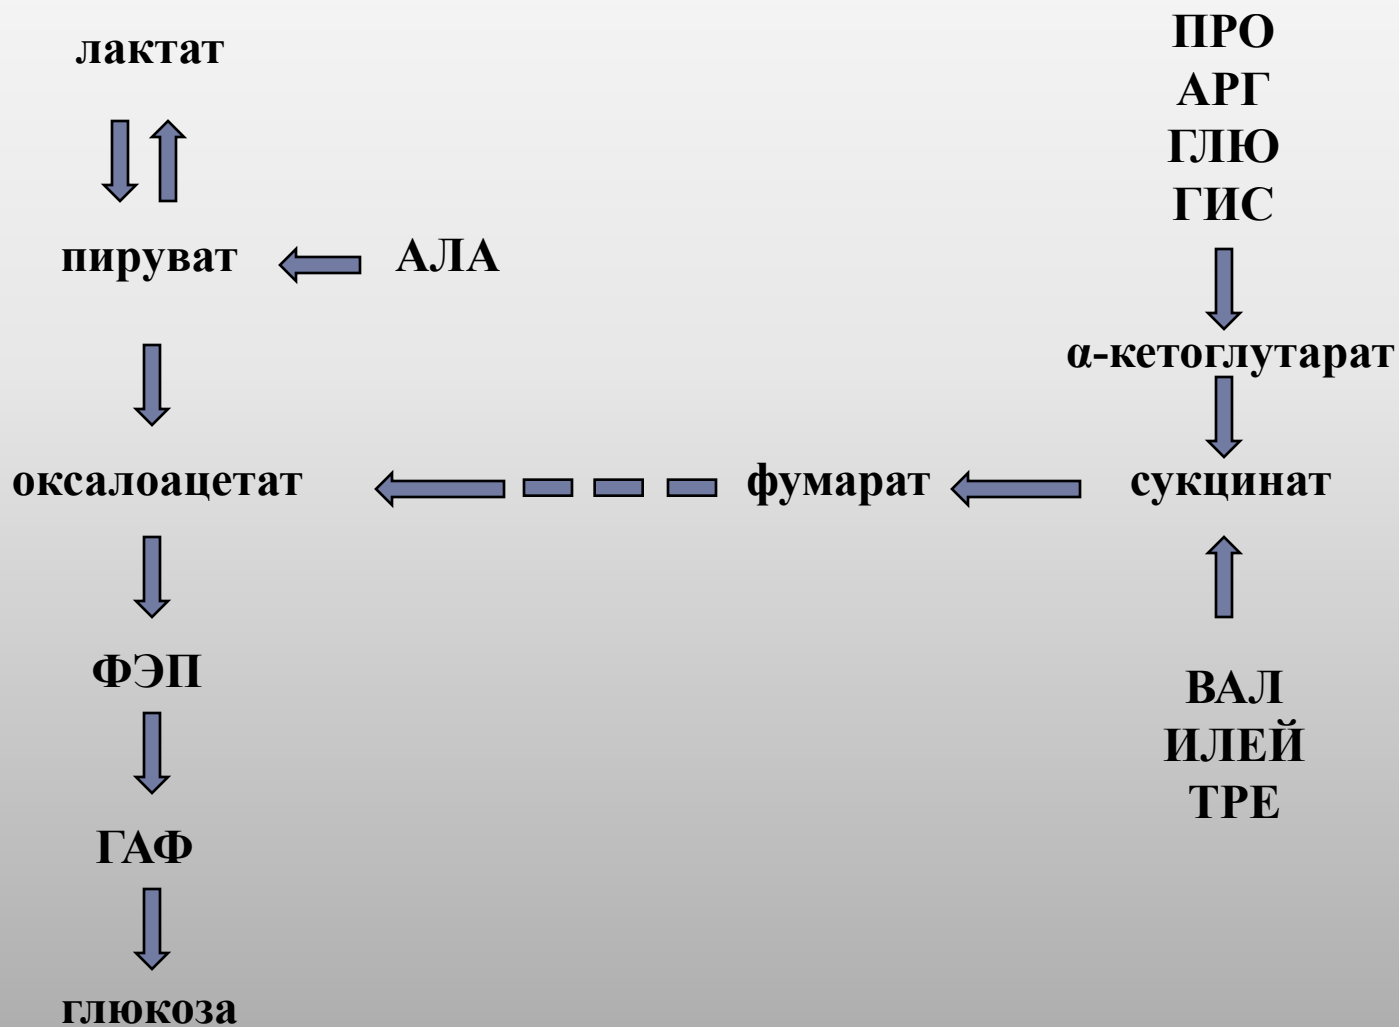 лактат
ПРО
АРГ
ГЛЮ
ГИС
пируват
АЛА
α-кетоглутарат
оксалоацетат
фумарат
сукцинат
ФЭП
ВАЛ
ИЛЕЙ
ТРЕ
ГАФ
глюкоза